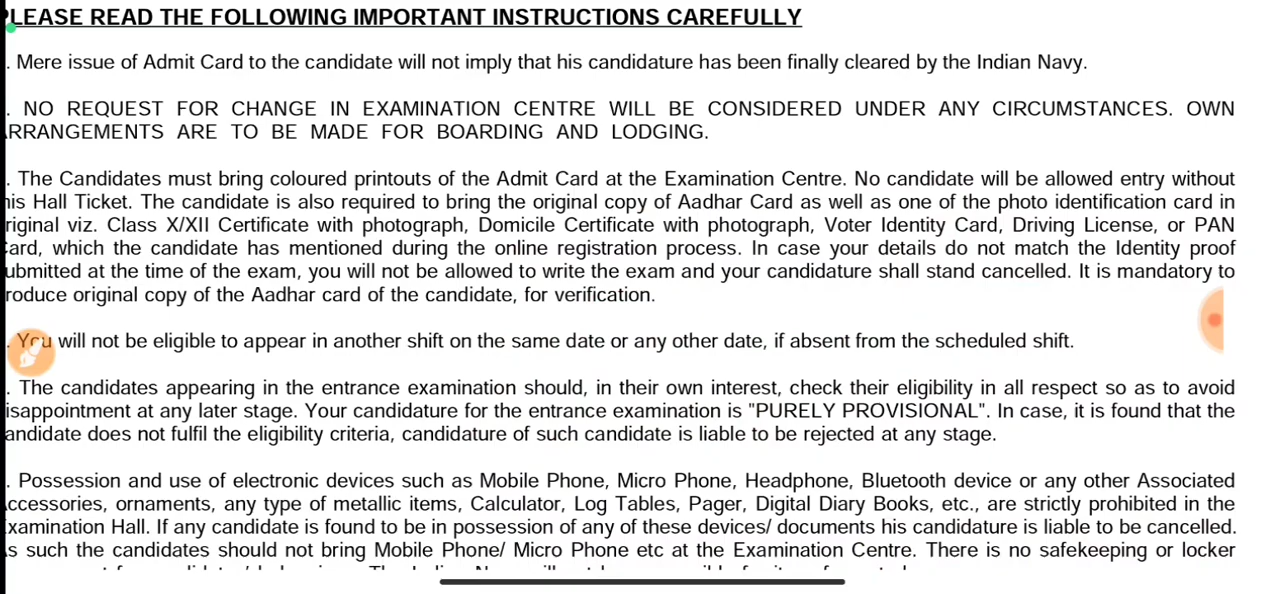 LEASE READ THE FOLLOWING IMPORTANT INSTRUCTIONS CAREFULLY
. Mere issue of Admit Card to the candidate will not imply that his candidature has been finally cleared by the Indian Navy.
. NO REQUEST FOR CHANGE IN EXAMINATION CENTRE WILL BE CONSIDERED UNDER ANY CIRCUMSTANCES. OWN
RRANGEMENTS ARE TO BE MADE FOR BOARDING AND LODGING.
. The Candidates must bring coloured printouts of the Admit Card at the Examination Centre. No candidate will be allowed entry without
his Hall Ticket. The candidate is also required to bring the original copy of Aadhar Card as well as one of the photo identification card in
riginal viz. Class X/XII Certificate with photograph, Domicile Certificate with photograph, Voter Identity Card, Driving License, or PAN
ard, which the candidate has mentioned during the online registration process. In case your details do not match the Identity proof
ubmitted at the time of the exam, you will not be allowed to write the exam and your candidature shall stand cancelled. It is mandatory to
roduce original copy of the Aadhar card of the candidate, for verification.
. You will not be eligible to appear in another shift on the same date or any other date, if absent from the scheduled shift.
. The candidates appearing in the entrance examination should, in their own interest, check their eligibility in all respect so as to avoid
isappointment at any later stage. Your candidature for the entrance examination is "PURELY PROVISIONAL". In case, it is found that the
andidate does not fulfil the eligibility criteria, candidature of such candidate is liable to be rejected at any stage.
. Possession and use of electronic devices such as Mobile Phone, Micro Phone, Headphone, Bluetooth device or any other Associated
ccessories, ornaments, any type of metallic items, Calculator, Log Tables, Pager, Digital Diary Books, etc., are strictly prohibited in the
xamination Hall. If any candidate is found to be in possession of any of these devices/ documents his candidature is liable to be cancelled.
s such the candidates should not bring Mobile Phone/ Micro Phone etc at the Examination Centre. There is no safekeeping or locker